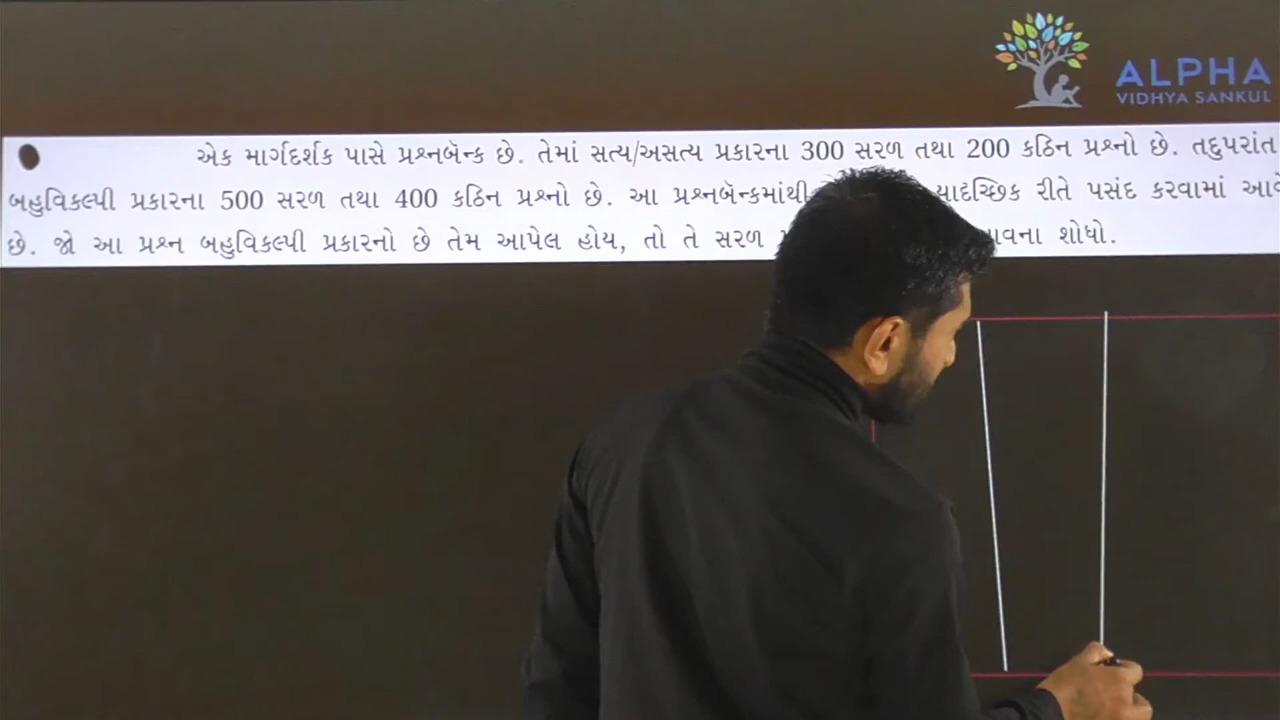 ALPHA
VIDHYA SANKUL
એક માર્ગદર્શક પાસે પ્રશ્નબૅન્ક છે. તેમાં સત્ય/અસત્ય પ્રકારના 300 સરળ તથા 200 કઠિન પ્રશ્નો છે. તદુપરાંત
બહુવિકલ્પી પ્રકારના 500 સરળ તથા 400 કઠિન પ્રશ્નો છે. આ પ્રશ્નબૅન્કમાંથી યાદૃચ્છિક રીતે પસંદ કરવામાં
છે. જો આ પ્રશ્ન બહુવિકલ્પી પ્રકારનો છે તેમ આપેલ હોય, તો તે સરળ શોધો.